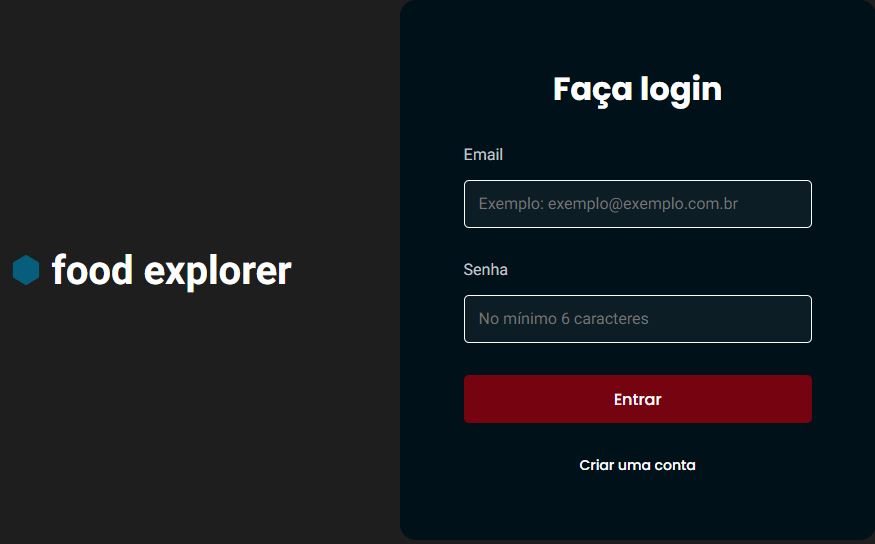 food explorer
Faça login
Email
Exemplo: exemplo@exemplo.com.br
Senha
No mínimo 6 caracteres
Entrar
Criar uma conta